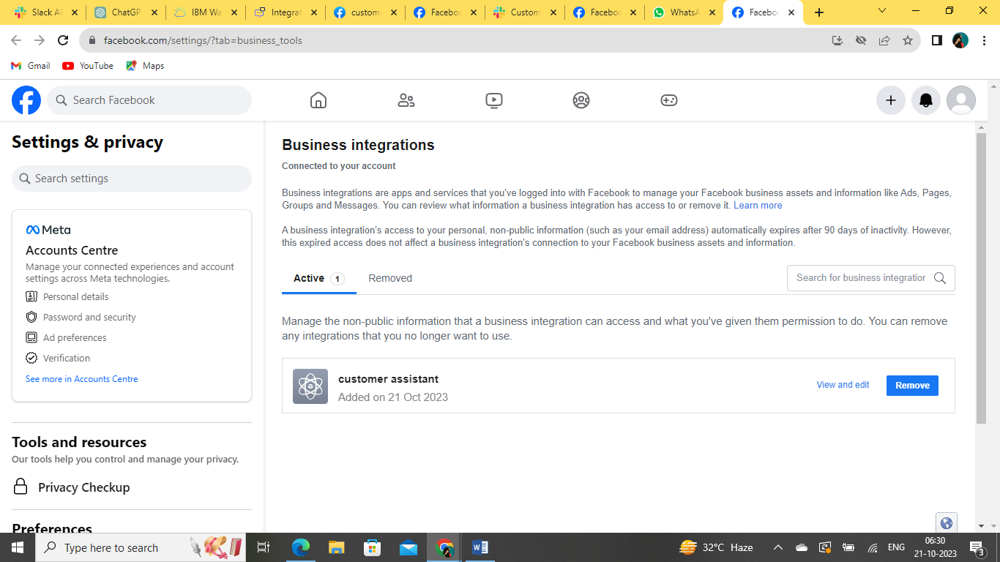 Slack A
ChatGP
IBM Wa
Integrat
custome
Faceboo
Custom
Faceboo
WhatsA
Faceboo
facebook.com/settings/?tab=business_tools
Gmail
YouTube
Maps
Search Facebook
Settings & privacy
Search settings
Meta
Accounts Centre
Manage your connected experiences and account
settings across Meta technologies.
Personal details
Password and security
Ad preferences
Verification
See more in Accounts Centre
Tools and resources
Our tools help you control and manage your privacy.
Privacy Checkup
Preferences
Business integrations
Connected to your account
Business integrations are apps and services that you've logged into with Facebook to manage your Facebook business assets and information like Ads, Pages,
Groups and Messages. You can review what information a business integration has access to or remove it. Learn more
A business integration's access to your personal, non-public information (such as your email address) automatically expires after 90 days of inactivity. However,
this expired access does not affect a business integration's connection to your Facebook business assets and information.
Active 1
Removed
Search for business integration
Manage the non-public information that a business integration can access and what you've given them permission to do. You can remove
any integrations that you no longer want to use.
customer assistant
Added on 21 Oct 2023
View and edit
Remove
Type here to search
32°C Haze
ENG
06:30
21-10-2023
3